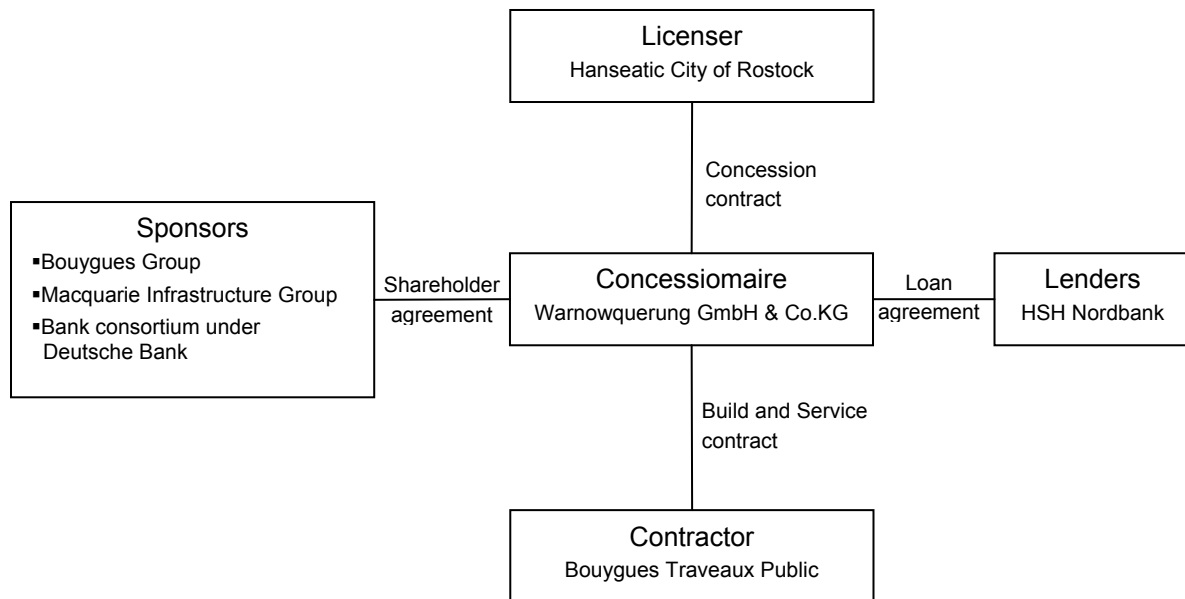 Licenser
Hanseatic City of Rostock
Concession
contract
Sponsors
▪Bouygues Group
▪Macquarie Infrastructure Group
▪Bank consortium under
Deutsche Bank
Shareholder
agreement
Concessiomaire
Warnowquerung GmbH & Co.KG
Loan
agreement
Lenders
HSH Nordbank
Build and Service
contract
Contractor
Bouygues Traveaux Public